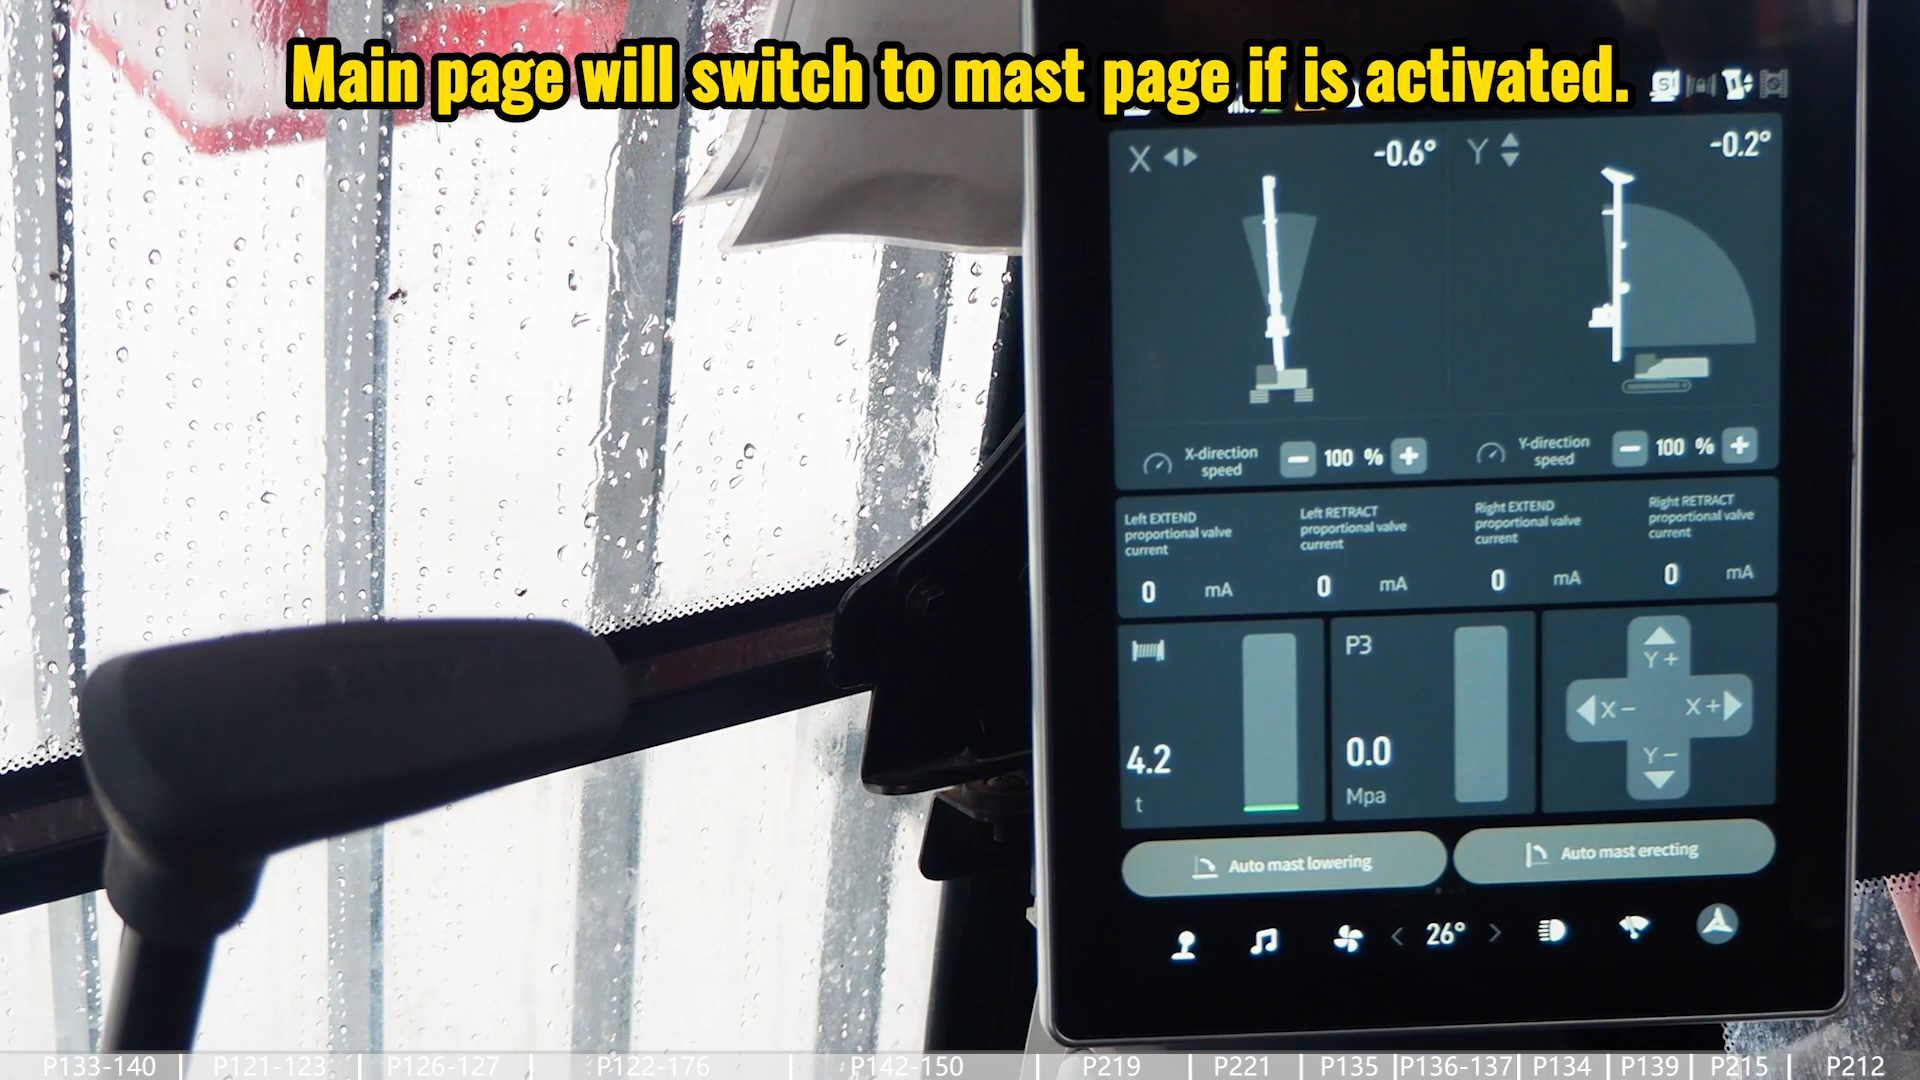 Main page will switch to mast page if is activated.
X
-0.6°
Y
-0.2°
X-direction
speed
100 %
Y-direction
speed
100 %
Left EXTEND
proportional valve
current
0 mA
Left RETRACT
proportional valve
current
0 mA
Right EXTEND
proportional valve
current
0 mA
Right RETRACT
proportional valve
current
0 mA
4.2
t
P3
0.0
Mpa
Y+
X-
X+
Y-
Auto mast lowering
Auto mast erecting
< 26° >
P133-140 | P121-123 | P126-127 | P122-176 | P142-150 | P219 | P221 | P135 | P136-137 | P134 | P139 | P215 | P212